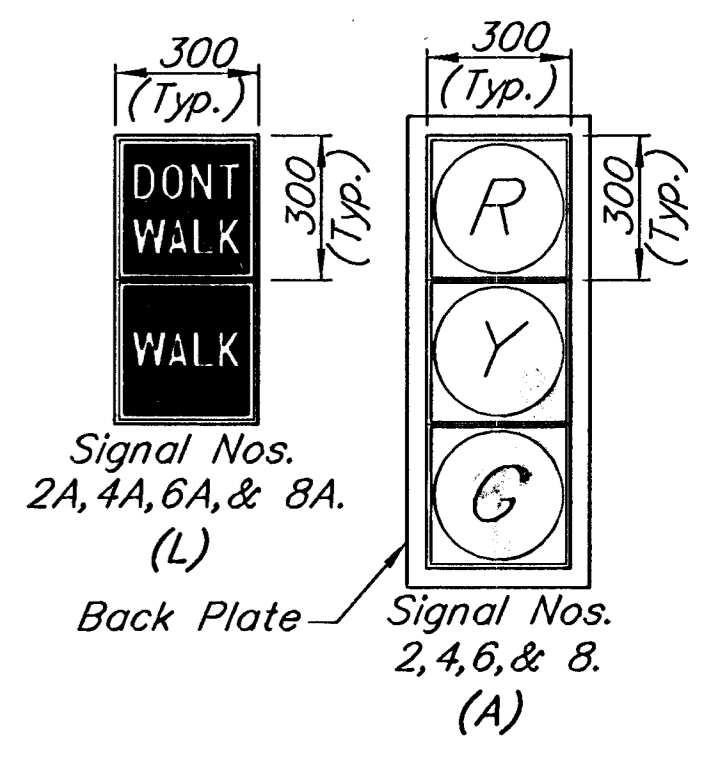 300
(Typ.)
300
(Typ.)
DONT
WALK
WALK
Signal Nos.
2A, 4A, 6A, & 8A.
(L)
300
(Typ.)
300
(Typ.)
R
Y
G
Back Plate
Signal Nos.
2, 4, 6, & 8.
(A)